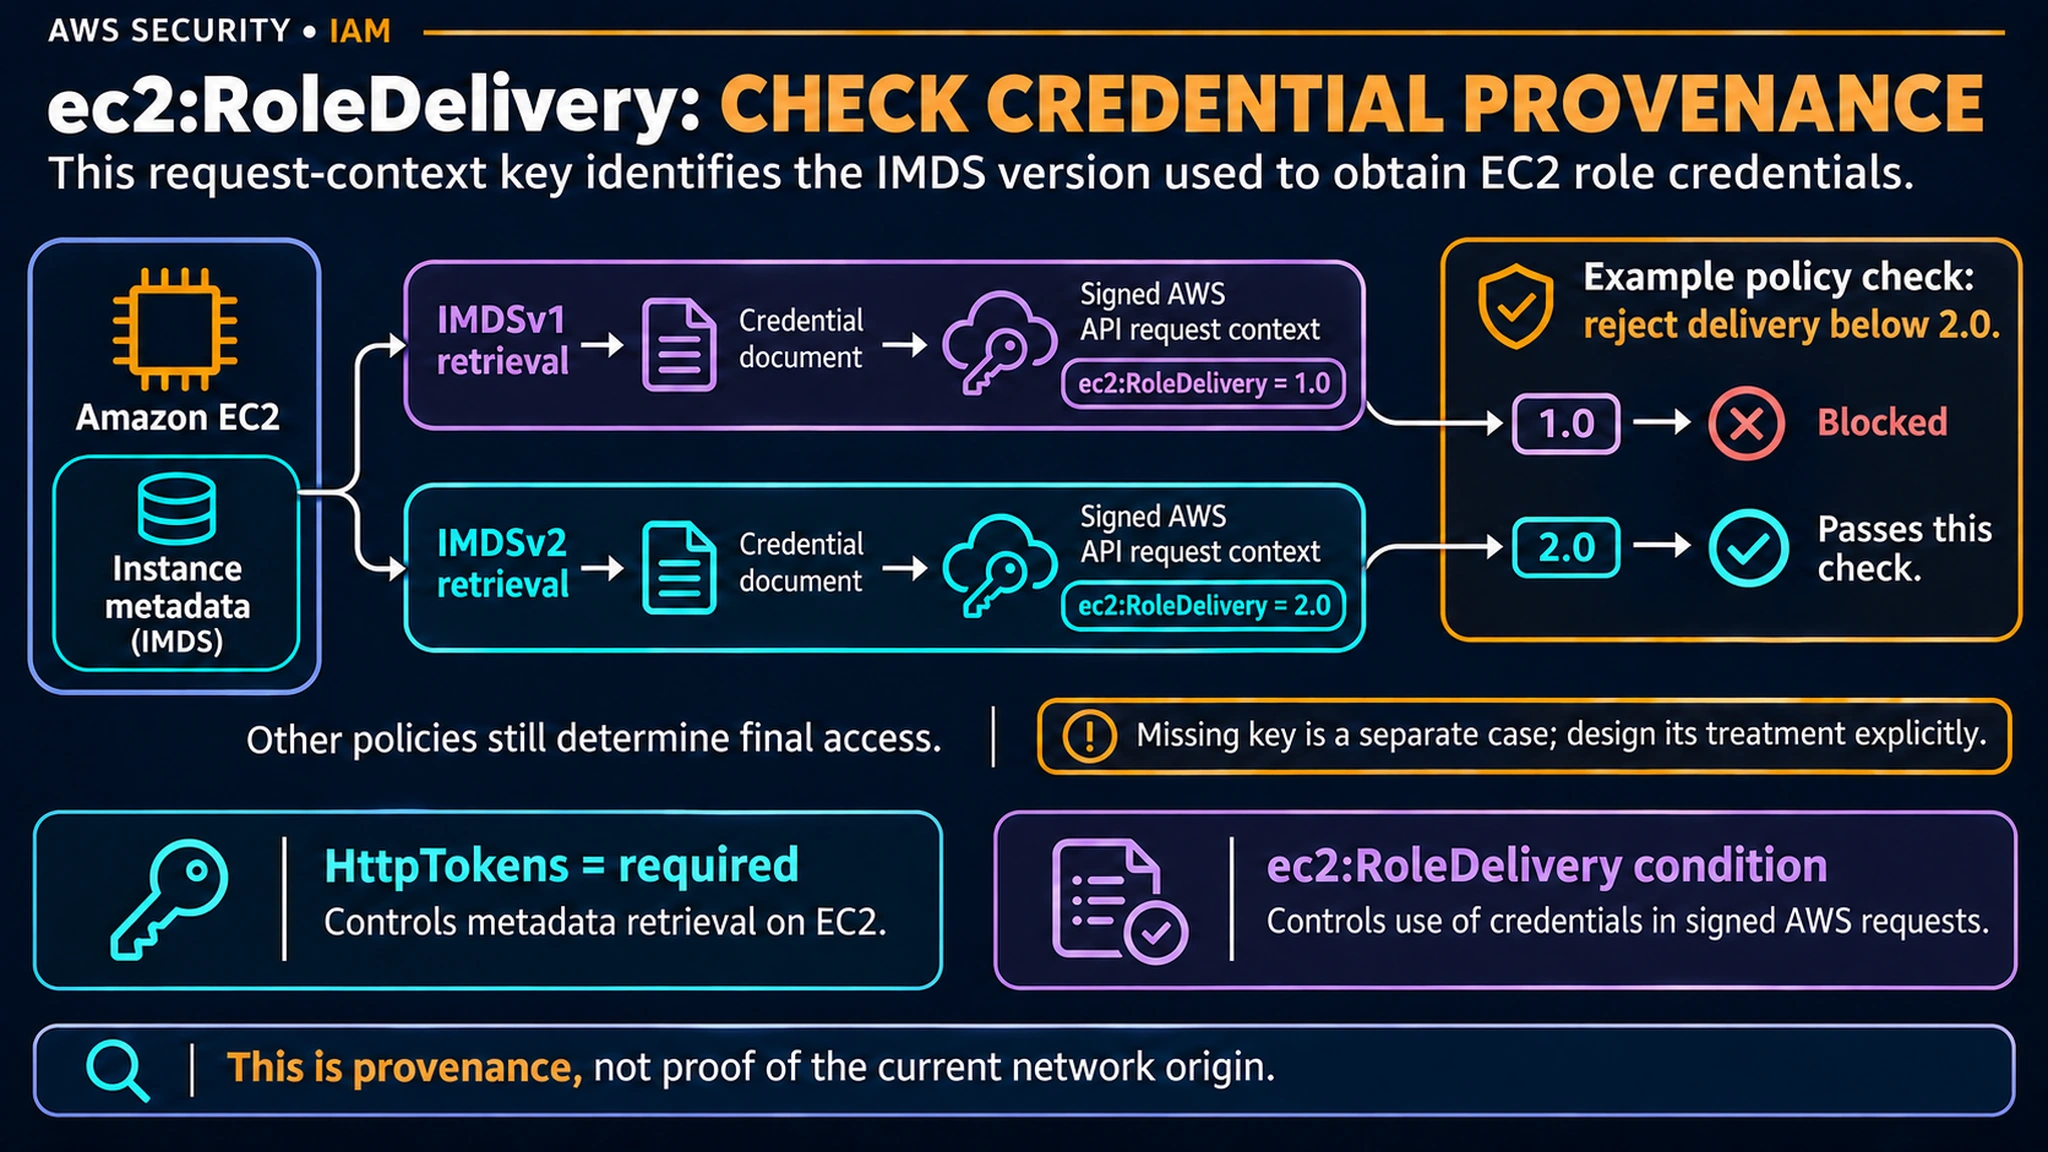 AWS SECURITY • IAM
ec2:RoleDelivery: CHECK CREDENTIAL PROVENANCE
This request-context key identifies the IMDS version used to obtain EC2 role credentials.
Amazon EC2
Instance
metadata
(IMDS)
IMDSv1
retrieval
Credential
document
Signed AWS
API request context
ec2:RoleDelivery = 1.0
IMDSv2
retrieval
Credential
document
Signed AWS
API request context
ec2:RoleDelivery = 2.0
Example policy check:
reject delivery below 2.0.
1.0
Blocked
2.0
Passes this
check.
Other policies still determine final access.
Missing key is a separate case; design its treatment explicitly.
HttpTokens = required
Controls metadata retrieval on EC2.
ec2:RoleDelivery condition
Controls use of credentials in signed AWS requests.
This is provenance, not proof of the current network origin.